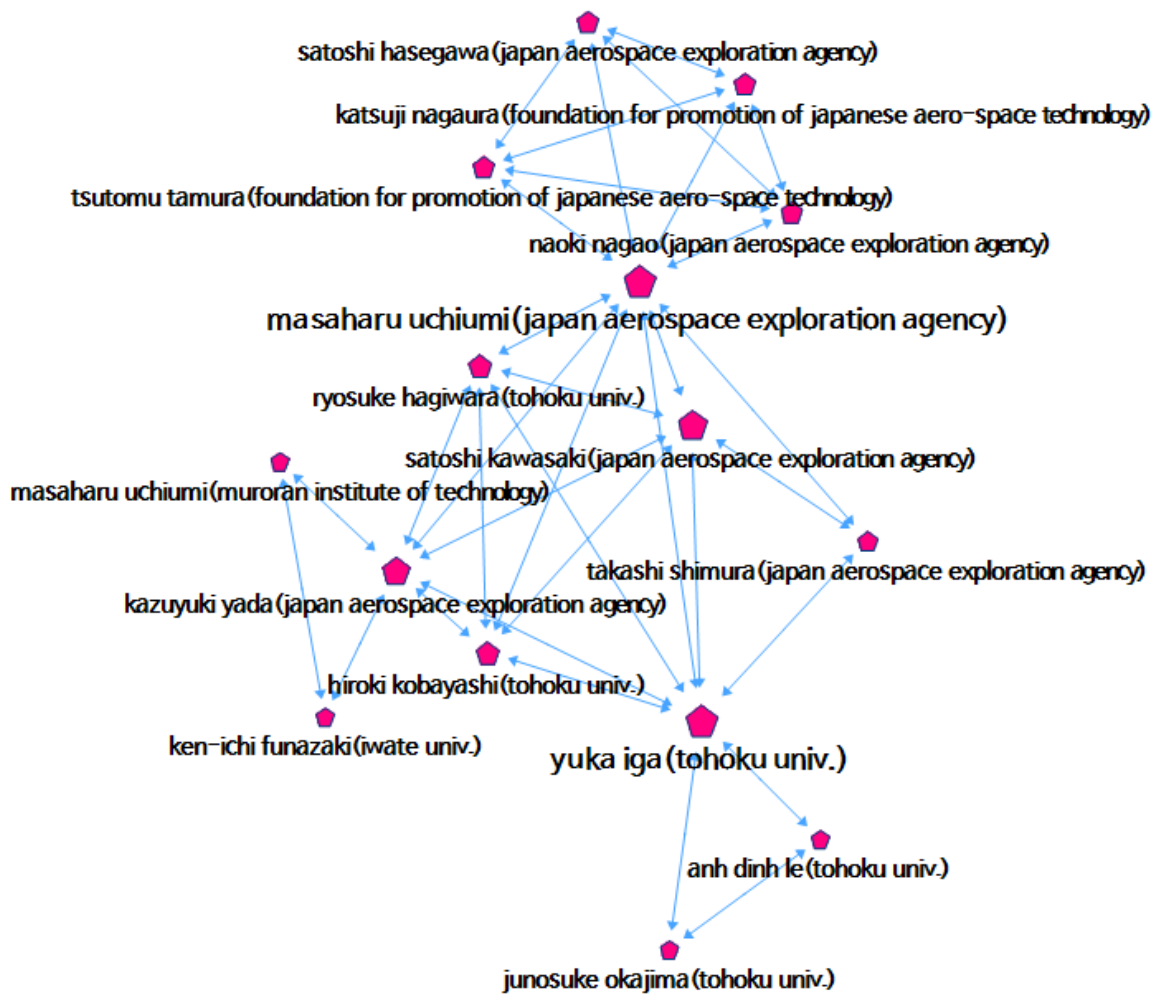 satoshi hasegawa(japan aerospace exploration agency)
katsuji nagaura(foundation for promotion of japanese aero-space technology)
tsutomu tamura(foundation for promotion of japanese aero-space technology)
naoki nagao(japan aerospace exploration agency)
masaharu uchiumi(japan aerospace exploration agency)
ryosuke hagiwara(tohoku univ.)
satoshi kawasaki(japan aerospace exploration agency)
masaharu uchiumi(muroran institute of technology)
takashi shimura(japan aerospace exploration agency)
kazuyuki yada(japan aerospace exploration agency)
hiroki kobayashi(tohoku univ.)
ken-ichi funazaki(iwate univ.)
yuka iga(tohoku univ.)
anh dinh le(tohoku univ.)
junosuke okajima(tohoku univ.)